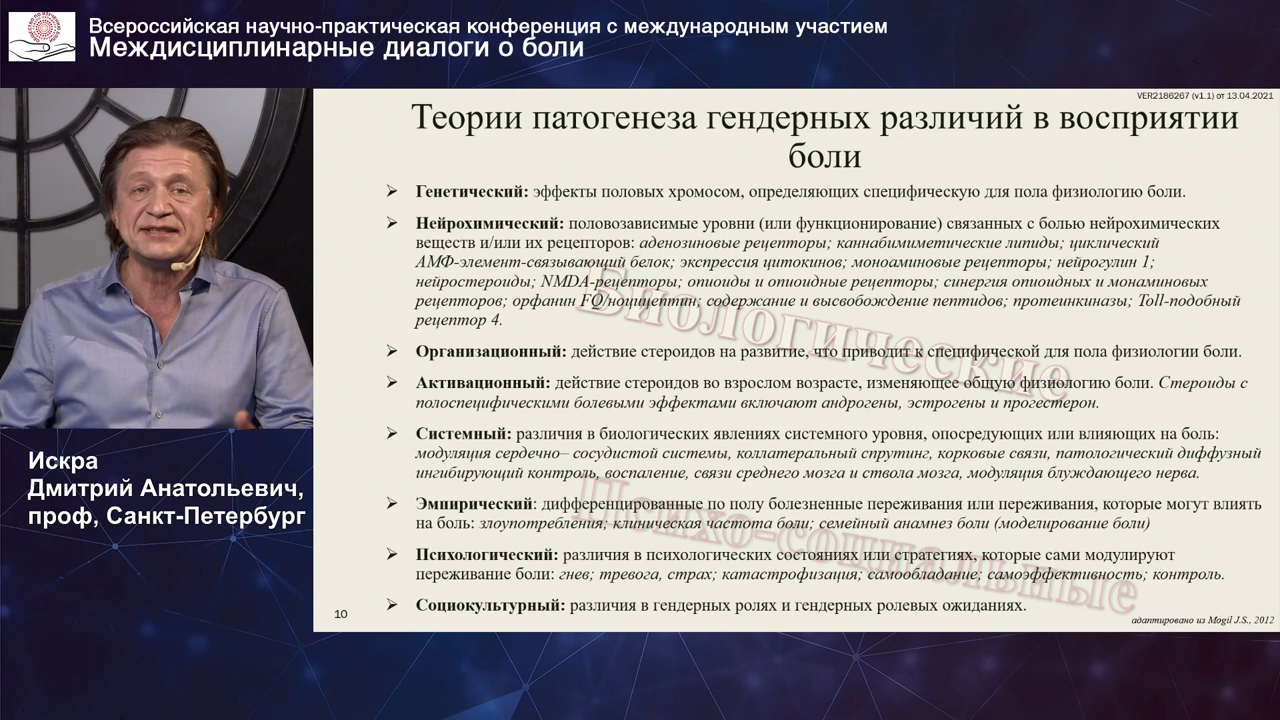 Всероссийская научно-практическая конференция с международным участием
Междисциплинарные диалоги о боли
VER2186267 (v1.1) от 13.04.2021
Теории патогенеза гендерных различий в восприятии
боли
Генетический: эффекты половых хромосом, определяющих специфическую для пола физиологию боли.
Нейрохимический: половозависимые уровни (или функционирование) связанных с болью нейрохимических
веществ и/или их рецепторов: аденозиновые рецепторы; каннабимиметические липиды; циклический
АМФ-элемент-связывающий белок; экспрессия цитокинов; моноаминовые рецепторы; нейрогулин 1;
нейростероиды; NMDA-рецепторы; опиоиды и опиоидные рецепторы; синергия опиоидных и монаминовых
рецепторов; орфанин FQ/ноцицептин; содержание и высвобождение пептидов; протеинкиназы; Toll-подобный
рецептор 4.
Организационный: действие стероидов на развитие, что приводит к специфической для пола физиологии боли.
Активационный: действие стероидов во взрослом возрасте, изменяющее общую физиологию боли. Стероиды с
полоспецифическими болевыми эффектами включают андрогены, эстрогены и прогестерон.
Системный: различия в биологических явлениях системного уровня, опосредующих или влияющих на боль:
модуляция сердечно– сосудистой системы, коллатеральный спрутинг, корковые связи, патологический диффузный
ингибирующий контроль, воспаление, связи среднего мозга и ствола мозга, модуляция блуждающего нерва.
Эмпирический: дифференцированные по полу болезненные переживания или переживания, которые могут влиять
на боль: злоупотребления; клиническая частота боли; семейный анамнез боли (моделирование боли)
Психологический: различия в психологических состояниях или стратегиях, которые сами модулируют
переживание боли: гнев; тревога, страх; катастрофизация; самообладание; самоэффективность; контроль.
Социокультурный: различия в гендерных ролях и гендерных ролевых ожиданиях.
Биологические
Психо-социальные
10
адаптировано из Mogil J.S., 2012
Искра
Дмитрий Анатольевич,
проф, Санкт-Петербург